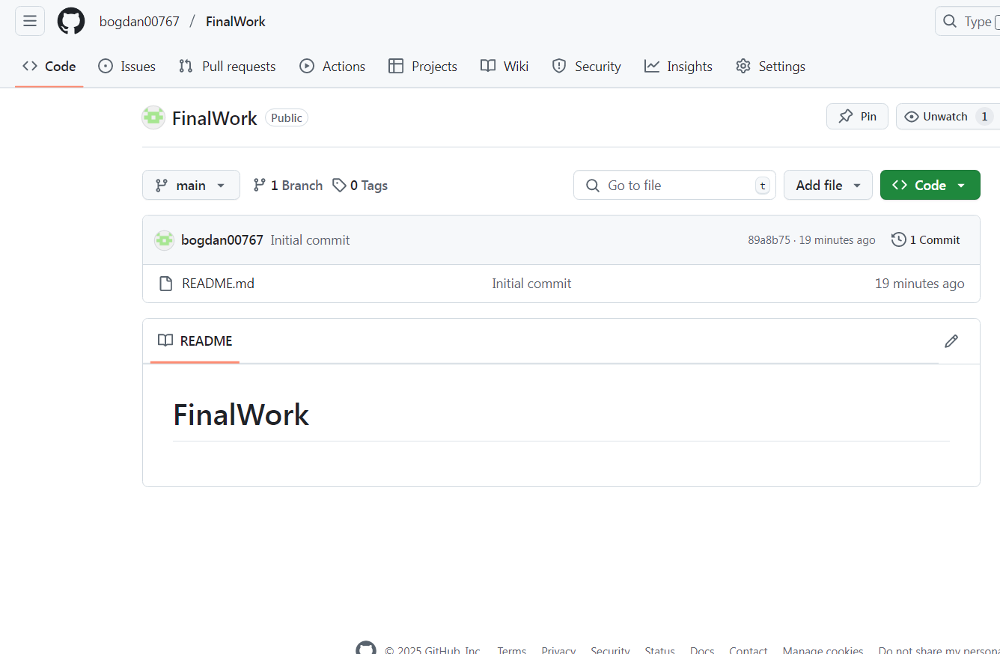 bogdan00767 / FinalWork
Type
Code Issues Pull requests Actions Projects Wiki Security Insights Settings
FinalWork Public
Pin Unwatch 1
main 1 Branch 0 Tags Go to file t Add file Code
bogdan00767 Initial commit 89a8b75 · 19 minutes ago 1 Commit
README.md Initial commit 19 minutes ago
README
FinalWork
© 2025 GitHub, Inc. Terms Privacy Security Status Docs Contact Manage cookies Do not share my